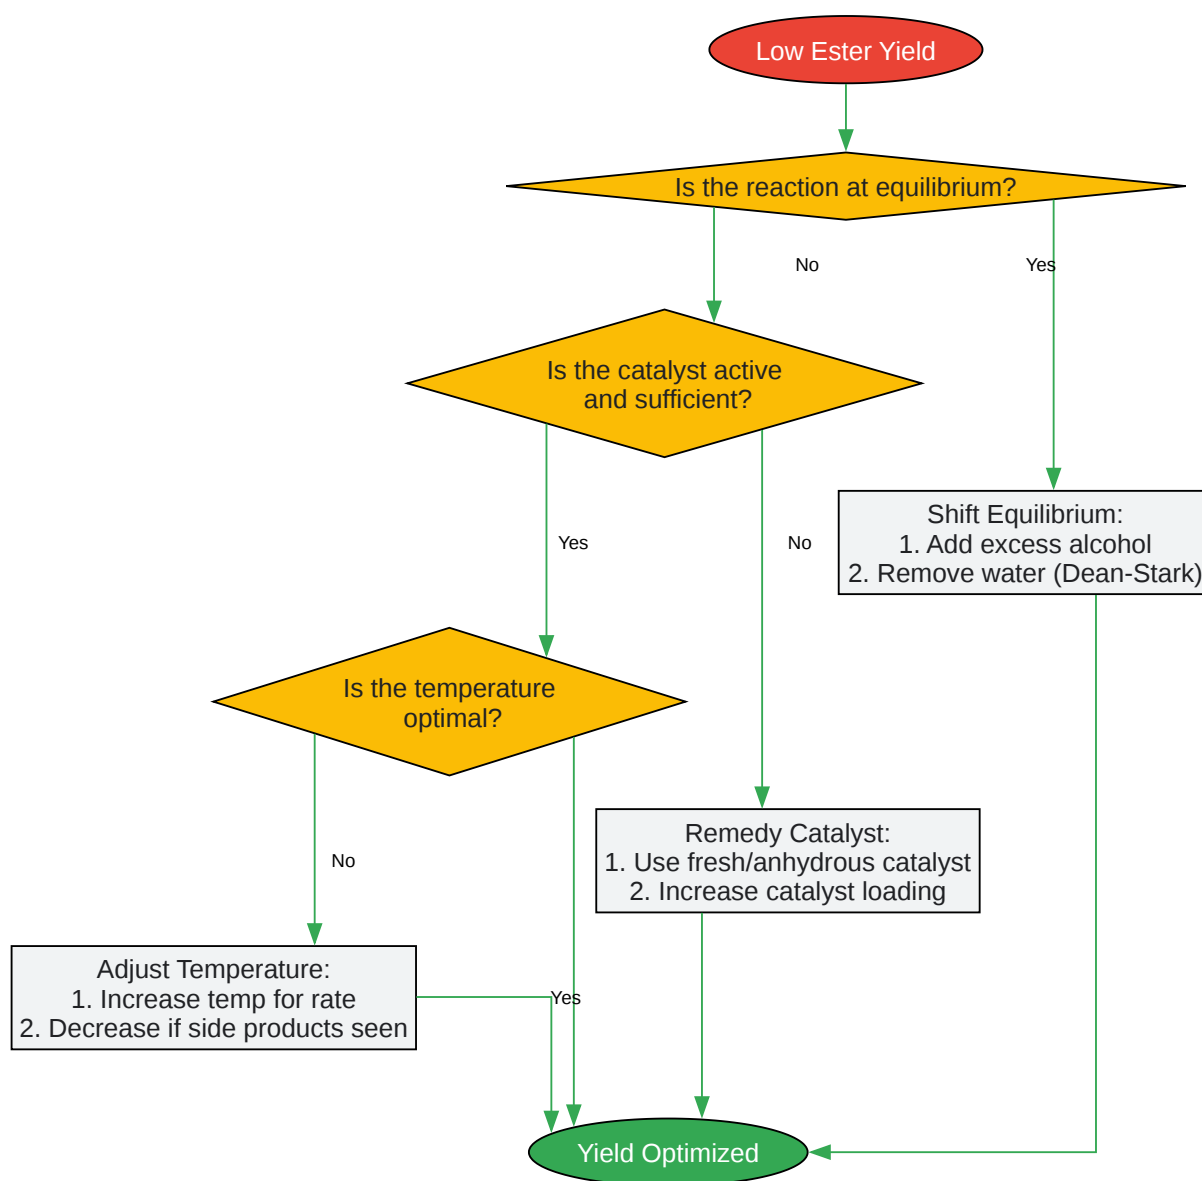 Low Ester Yield
Is the reaction at equilibrium?
No
Yes
Is the catalyst active
and sufficient?
Shift Equilibrium:
1. Add excess alcohol
2. Remove water (Dean-Stark)
Yes
No
Is the temperature
optimal?
Remedy Catalyst:
1. Use fresh/anhydrous catalyst
2. Increase catalyst loading
No
Adjust Temperature:
1. Increase temp for rate
2. Decrease if side products seen
Yes
Yield Optimized